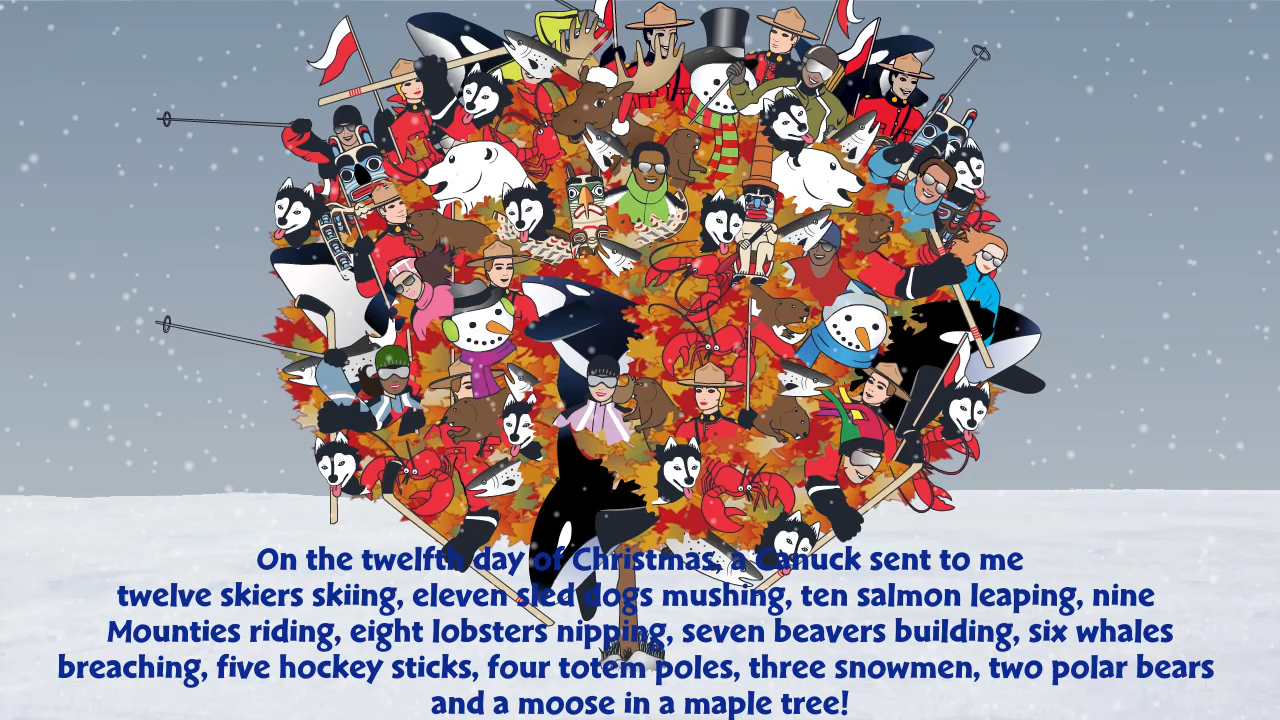 On the twelfth day of Christmas, a Canuck sent to me
twelve skiers skiing, eleven sled dogs mushing, ten salmon leaping, nine
Mounties riding, eight lobsters nipping, seven beavers building, six whales
breaching, five hockey sticks, four totem poles, three snowmen, two polar bears
and a moose in a maple tree!